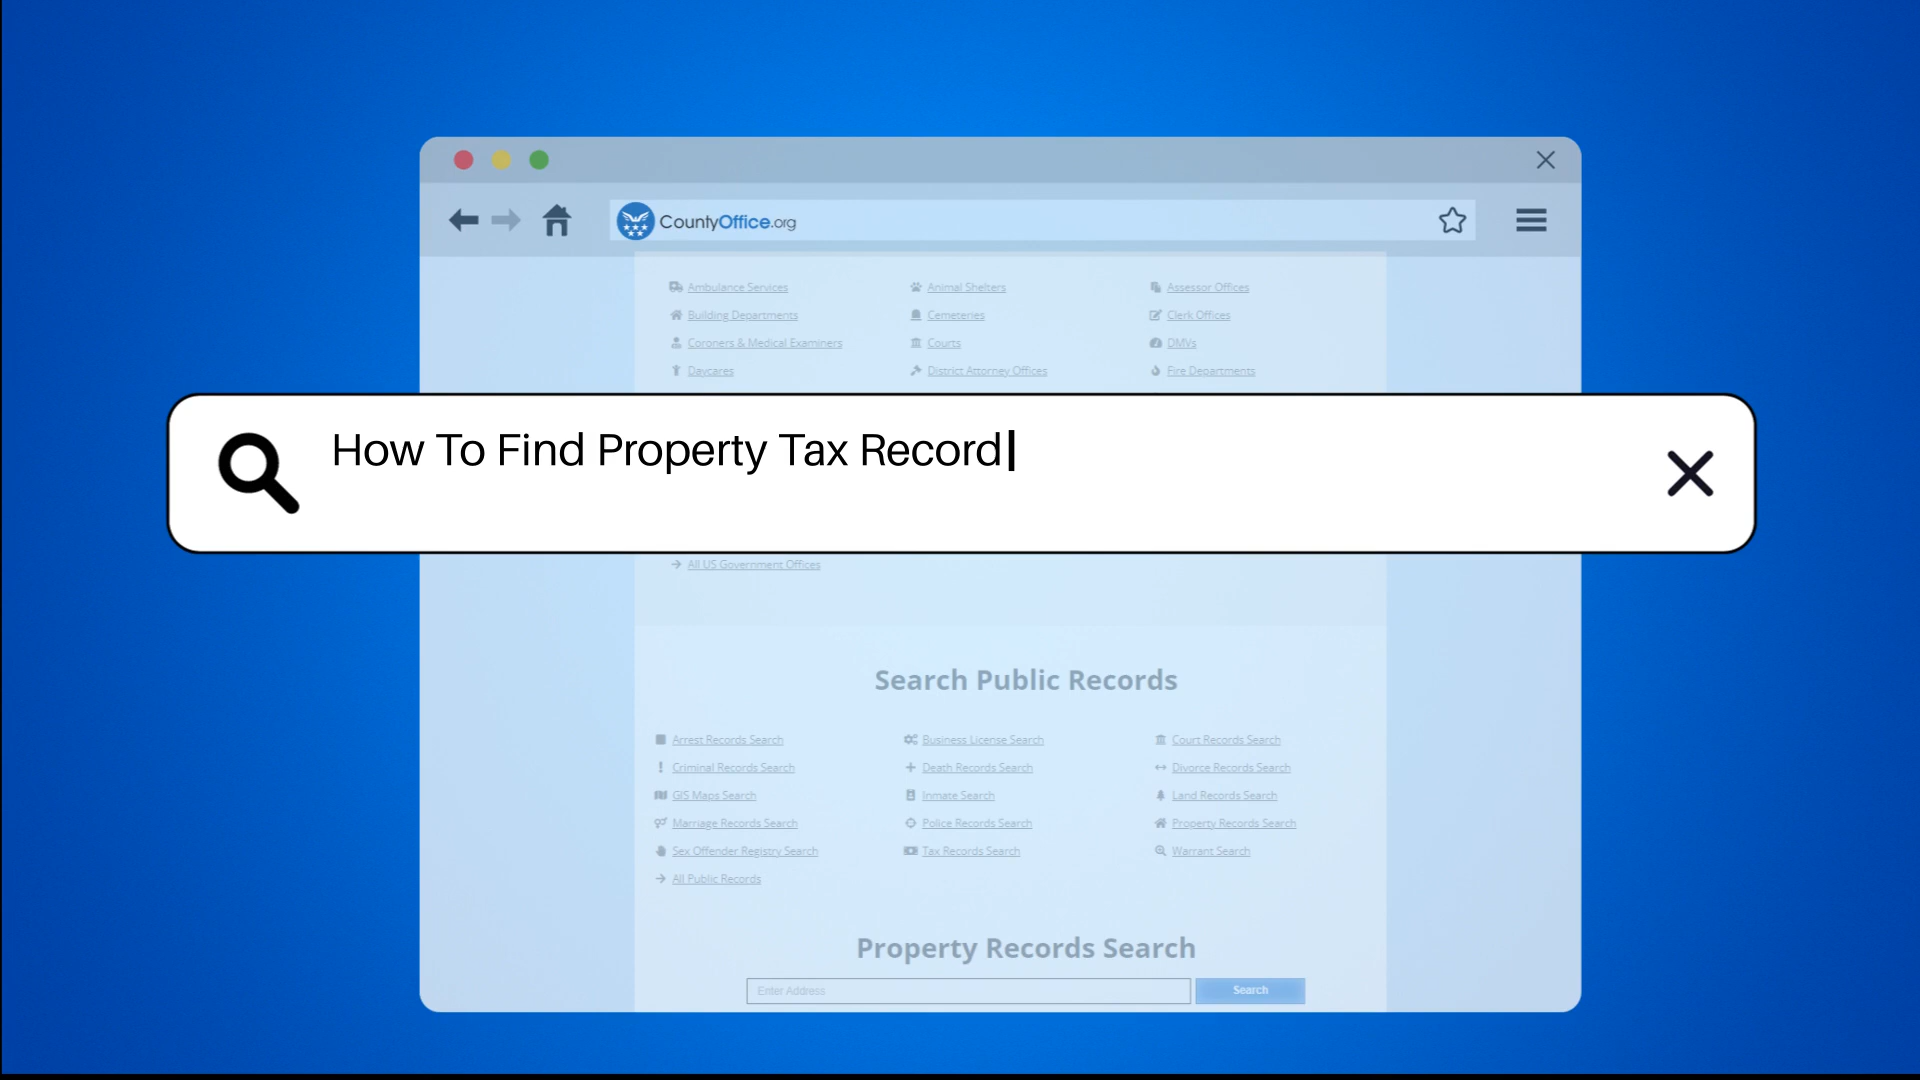 CountyOffice.org
Ambulance Services Animal Shelters Assessor Offices
Building Departments Cemeteries Clerk Offices
Coroners & Medical Examiners Courts DMVs
Daycares District Attorney Offices Fire Departments
How To Find Property Tax Record
All US Government Offices
Search Public Records
Arrest Records Search Business License Search Court Records Search
Criminal Records Search Death Records Search Divorce Records Search
GIS Maps Search Inmate Search Land Records Search
Marriage Records Search Police Records Search Property Records Search
Sex Offender Registry Search Tax Records Search Warrant Search
All Public Records
Property Records Search
Enter Address Search